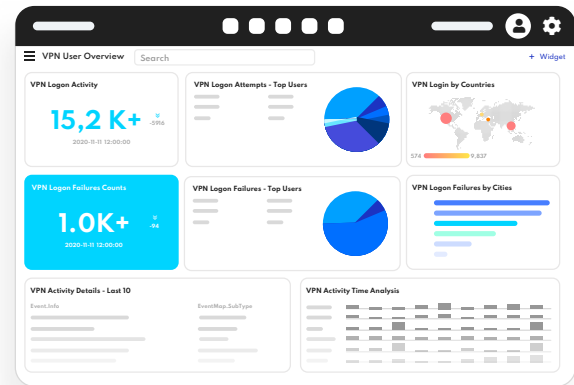 VPN User Overview
Search
+ Widget
VPN Logon Activity
15,2 K+
-5916
2020-11-11 12:00:00
VPN Logon Attempts - Top Users
VPN Login by Countries
574
9,837
VPN Logon Failures Counts
1.0K+
-94
2020-11-11 12:00:00
VPN Logon Failures - Top Users
VPN Logon Failures by Cities
VPN Activity Details - Last 10
Event.Info
EventMap.SubType
VPN Activity Time Analysis